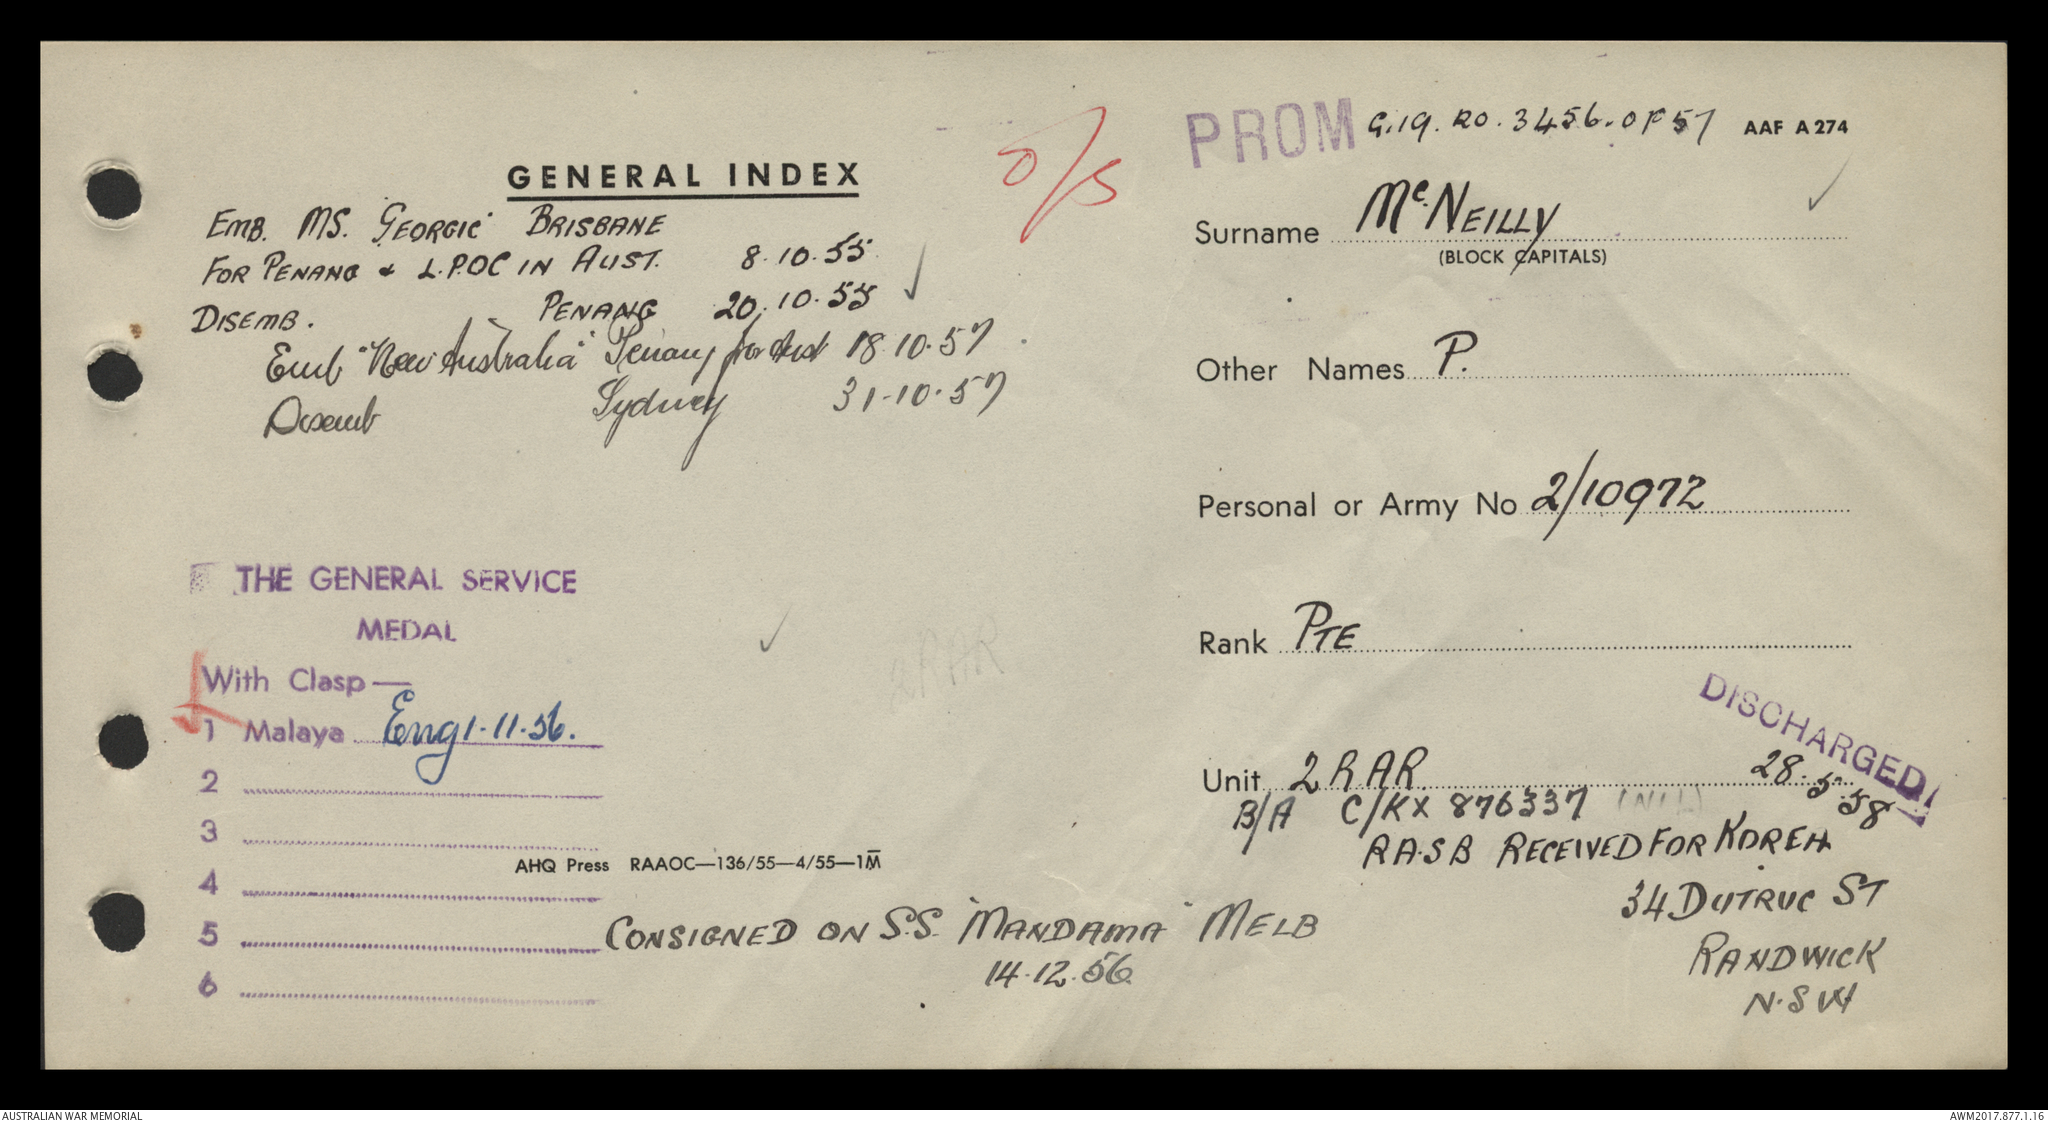 GENERAL INDEX
O/S
EMB. MS. "GEORGIC" BRISBANE
FOR PENANG & L.P.O.C IN AUST. 8.10.55
DISEMB. PENANG 20.10.55
Emb "New Australia" Penang for Aust 18.10.57
Disemb Sydney 31.10.57
THE GENERAL SERVICE
MEDAL
2 RAR
With Clasp—
1 Malaya Eng 1.11.56.
2
3
AHQ Press RAAOC—136/55—4/55—1M
4
5 CONSIGNED ON S.S. "MANDAMA" MELB
14.12.56
6
PROM G.19. RO. 3456. OF 57 AAF A 274
Surname McNEILLY
(BLOCK CAPITALS)
Other Names P.
Personal or Army No 2/10972
Rank PTE
DISCHARGED
Unit 2 RAR 28.5.58
B/A C/KX 876337 (NIL)
R.A.S B RECEIVED FOR KOREA
34 DUTRUC ST
RANDWICK
N.S.W
AUSTRALIAN WAR MEMORIAL AWM2017.877.1.16